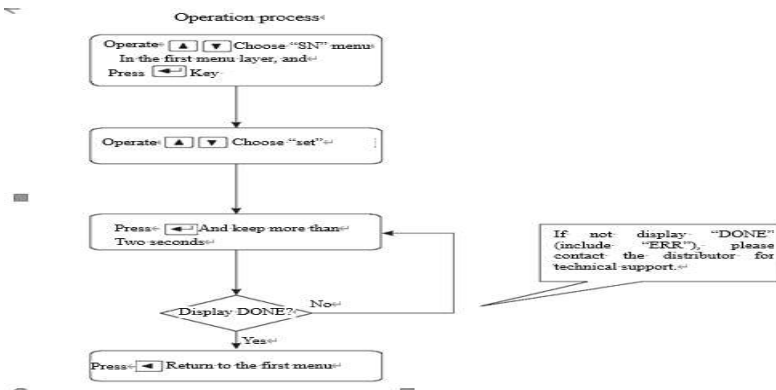 Operation process
Operate ▲ ▼ Choose “SN” menu
In the first menu layer, and
Press Key
Operate ▲ ▼ Choose “set”
Press And keep more than
Two seconds
If not display “DONE”
(include “ERR”), please
contact the distributor for
technical support.
No
Display DONE?
Yes
Press ◄ Return to the first menu